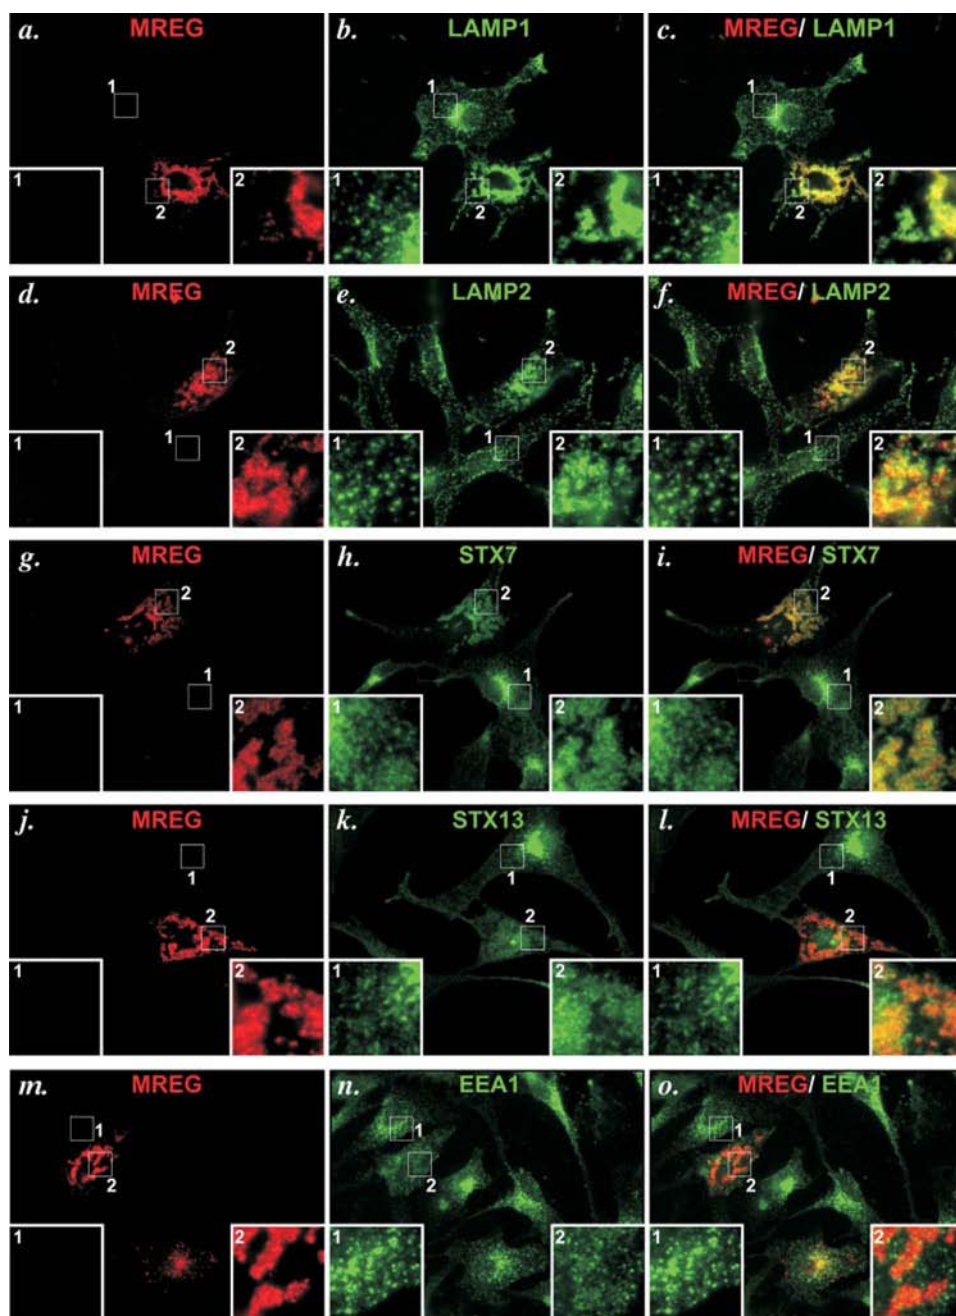 a. MREG b. LAMP1 c. MREG/ LAMP1
1 1 1
1 2 1 2 1 2
2 2 2
d. MREG e. LAMP2 f. MREG/ LAMP2
2 2 2
1 1 1
1 2 1 2 1 2
g. MREG h. STX7 i. MREG/ STX7
2 2 2
1 1 1
1 2 1 2 1 2
j. MREG k. STX13 l. MREG/ STX13
1 1 1
2 2 2
1 2 1 2 1 2
m. MREG n. EEA1 o. MREG/ EEA1
1 1 1
2 2 2
1 2 1 2 1 2